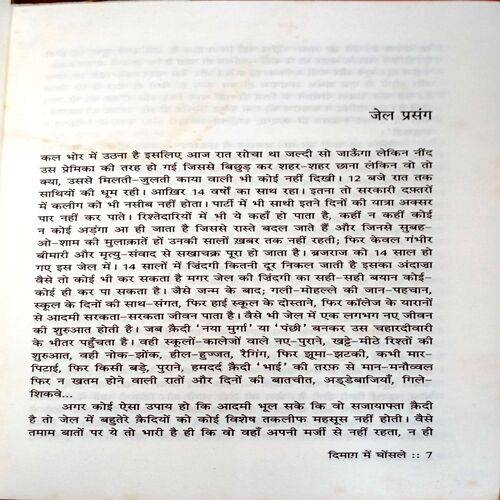 जेल प्रसंग
कल भोर में उठना है इसलिए आज रात सोचा था जल्दी सो जाऊँगा लेकिन नींद
उस प्रेमिका की तरह हो गई जिससे बिछुड़ कर शहर-शहर छाना लेकिन वो तो
क्या, उससे मिलती-जुलती काया वाली भी कोई नहीं दिखी। 12 बजे रात तक
साथियों की धूम रही। आख़िर 14 वर्षों का साथ रहा। इतना तो सरकारी दफ़्तरों
में कलीग को भी नसीब नहीं होता। पार्टी में भी साथी इतने दिनों की यात्रा अक्सर
पार नहीं कर पाते। रिश्तेदारियों में भी ये कहाँ हो पाता है, कहीं न कहीं कोई
न कोई अड़ंगा आ ही जाता है जिससे रास्ते बदल जाते हैं और जिनसे सुबह-
ओ-शाम की मुलाक़ातें हों उनकी सालों ख़बर तक नहीं रहती; फिर केवल गंभीर
बीमारी और मृत्यु-संवाद से सखाचक्र पूरा हो जाता है। ब्रजराज को 14 साल हो
गए इस जेल में। 14 सालों में ज़िंदगी कितनी दूर निकल जाती है। इसका अंदाज़ा
वैसे तो कोई भी कर सकता है मगर जेल की ज़िंदगी का सही-सही बयान कोई-
कोई ही कर पा सकता है। जैसे जन्म के बाद; गली-मोहल्ले की जान-पहचान,
स्कूल के दिनों की साथ-संगत, फिर हाई स्कूल के दोस्ताने, फिर कॉलेज के यारानों
से आदमी सरकता-सरकता जीवन पाता है। वैसे भी जेल में एक लगभग नए जीवन
की शुरुआत होती है। जब क़ैदी 'नया मुर्गा' या 'पंछी' बनकर उस चहारदीवारी
के भीतर पहुँचता है। वही स्कूलों-कालेजों वाले नए-पुराने, खट्टे-मीठे रिश्तों की
शुरुआत, वही नोक-झोंक, हील-हुज्जत, रैगिंग, फिर झूमा-झटकी, कभी मार-
पिटाई, फिर किसी बड़े, पुराने, हमदर्द क़ैदी 'भाई' की तरफ़ से मान-मनौव्वल
फिर न खतम होने वाली रातों और दिनों की बातचीत, अड्डेबाजियाँ, गिले-
शिकवे...
अगर कोई ऐसा उपाय हो कि आदमी भूल सके कि वो सजायाफ्ता क़ैदी
है तो जेल में बहुतेरे क़ैदियों को कोई विशेष तकलीफ महसूस नहीं होती। वैसे
तमाम बातों पर ये तो भारी है ही कि वो वहाँ अपनी मर्ज़ी से नहीं रहता, न ही
दिमाग़ में घोंसले :: 7